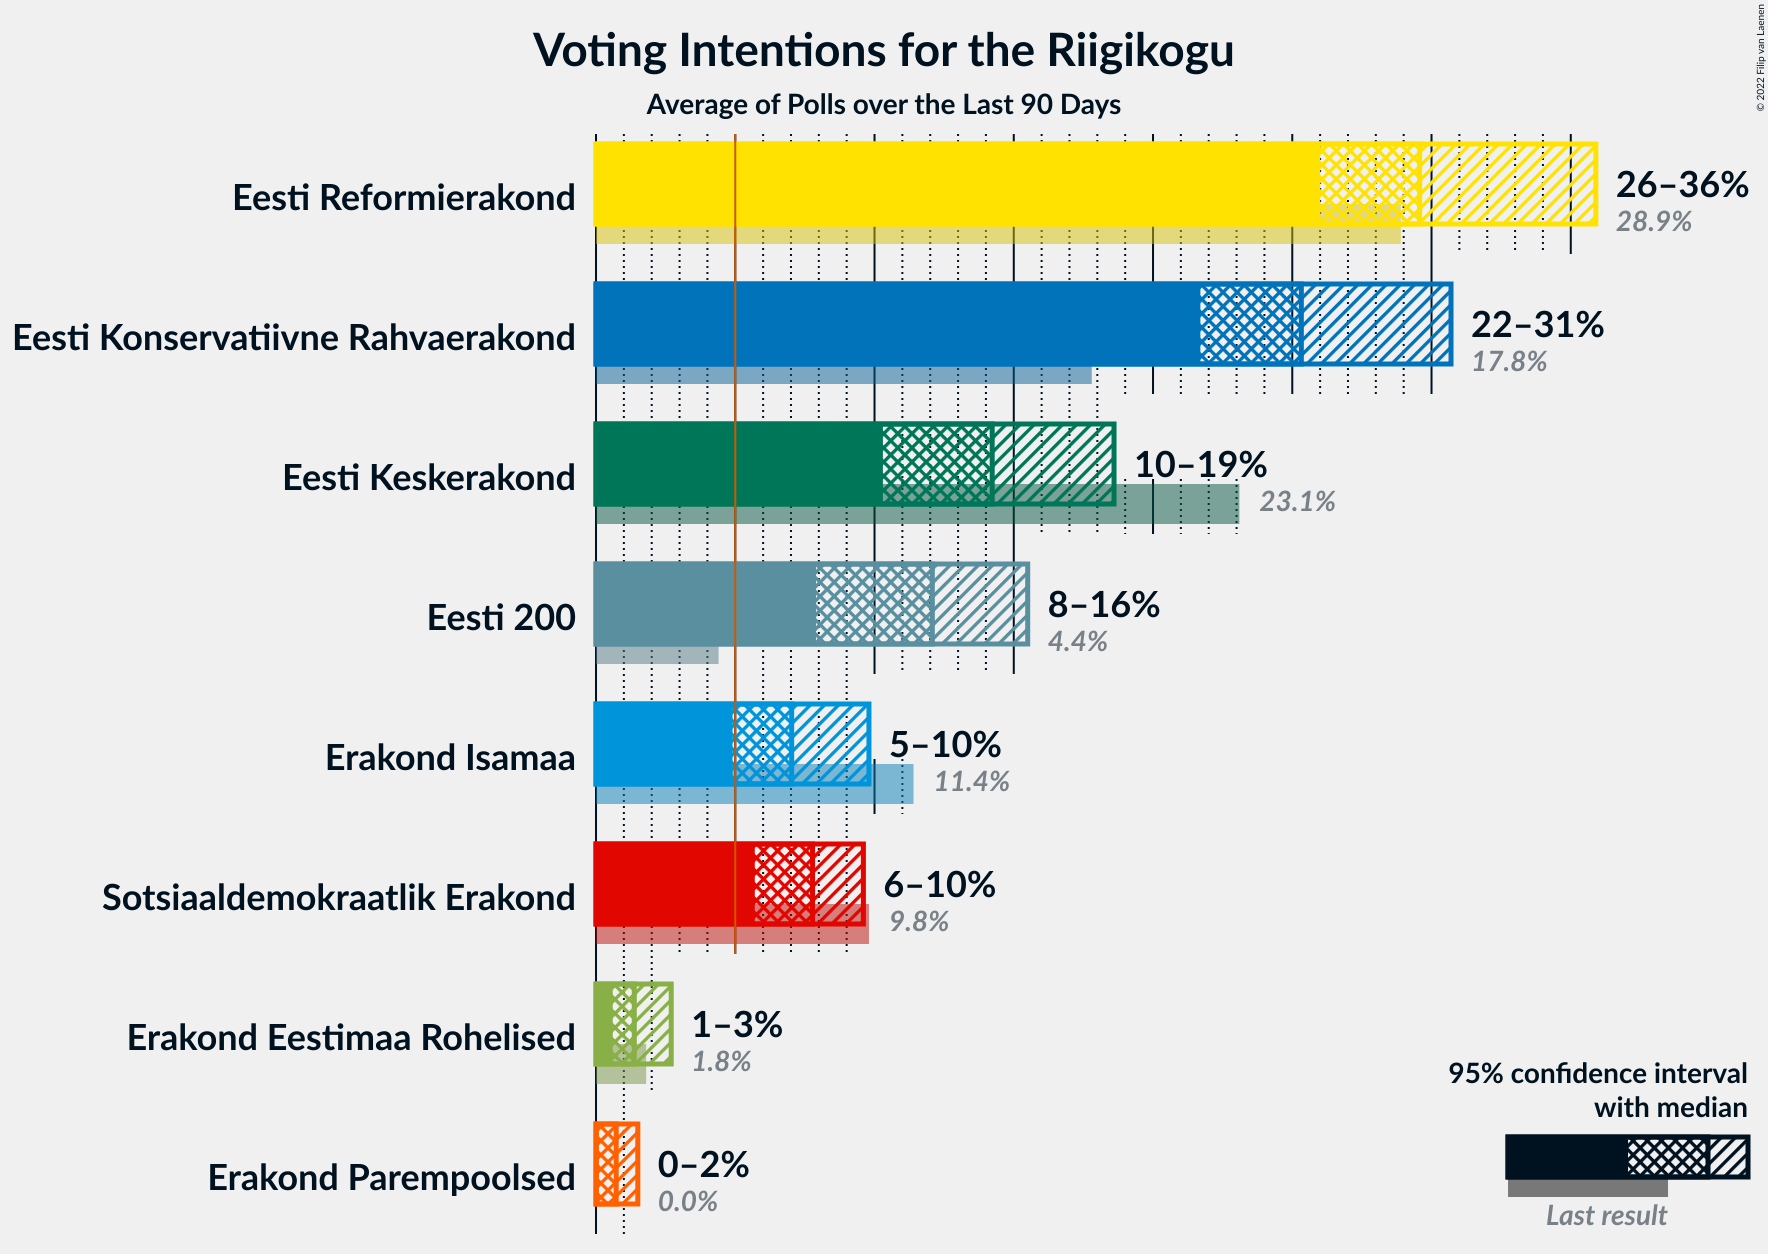 Voting Intentions for the Riigikogu
Average of Polls over the Last 90 Days
© 2022 Filip van Laenen
Eesti Reformierakond
26–36%
28.9%
Eesti Konservatiivne Rahvaerakond
22–31%
17.8%
Eesti Keskerakond
10–19%
23.1%
Eesti 200
8–16%
4.4%
Erakond Isamaa
5–10%
11.4%
Sotsiaaldemokraatlik Erakond
6–10%
9.8%
Erakond Eestimaa Rohelised
1–3%
1.8%
Erakond Parempoolsed
0–2%
0.0%
95% confidence interval
with median
Last result